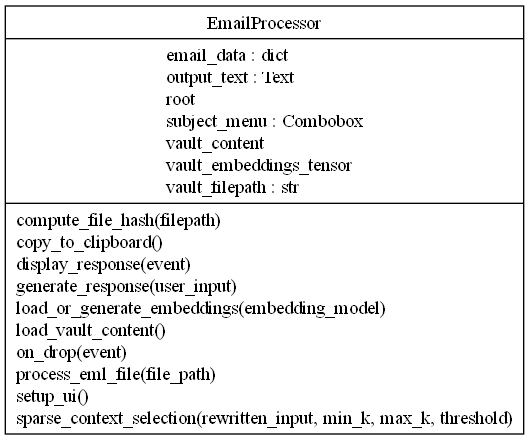 EmailProcessor
email_data : dict
output_text : Text
root
subject_menu : Combobox
vault_content
vault_embeddings_tensor
vault_filepath : str
compute_file_hash(filepath)
copy_to_clipboard()
display_response(event)
generate_response(user_input)
load_or_generate_embeddings(embedding_model)
load_vault_content()
on_drop(event)
process_eml_file(file_path)
setup_ui()
sparse_context_selection(rewritten_input, min_k, max_k, threshold)